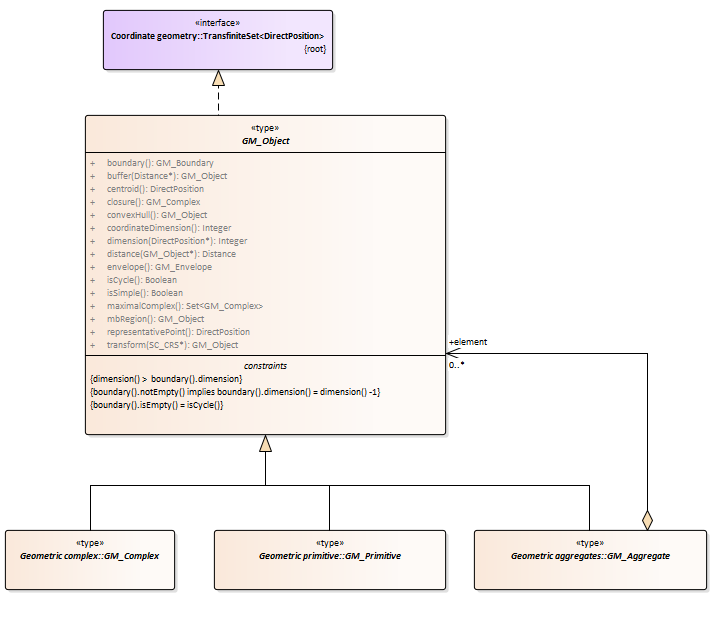 «interface»
Coordinate geometry::TransfiniteSet<DirectPosition>
{root}
«type»
GM_Object
+ boundary(): GM_Boundary
+ buffer(Distance*): GM_Object
+ centroid(): DirectPosition
+ closure(): GM_Complex
+ convexHull(): GM_Object
+ coordinateDimension(): Integer
+ dimension(DirectPosition*): Integer
+ distance(GM_Object*): Distance
+ envelope(): GM_Envelope
+ isCycle(): Boolean
+ isSimple(): Boolean
+ maximalComplex(): Set<GM_Complex>
+ mbRegion(): GM_Object
+ representativePoint(): DirectPosition
+ transform(SC_CRS*): GM_Object
constraints
{dimension() > boundary().dimension}
{boundary().notEmpty() implies boundary().dimension() = dimension() -1}
{boundary().isEmpty() = isCycle()}
+element
0..*
«type»
Geometric complex::GM_Complex
«type»
Geometric primitive::GM_Primitive
«type»
Geometric aggregates::GM_Aggregate